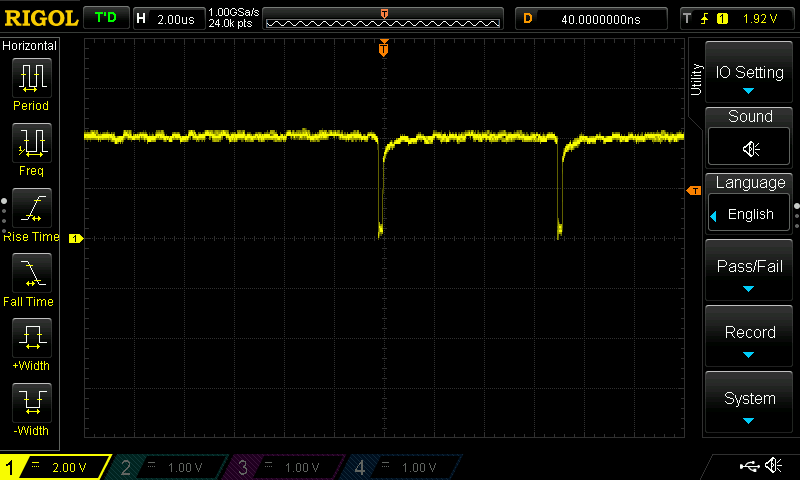 RIGOL T'D H 2.00us 1.00GSa/s 24.0k pts T D 40.0000000ns T 1 1.92 V
Horizontal
Period
Freq
Rise Time
Fall Time
+Width
-Width
T
T
1
Utility
IO Setting
Sound
Language
English
Pass/Fail
Record
System
1 2.00 V 2 1.00 V 3 1.00 V 4 1.00 V